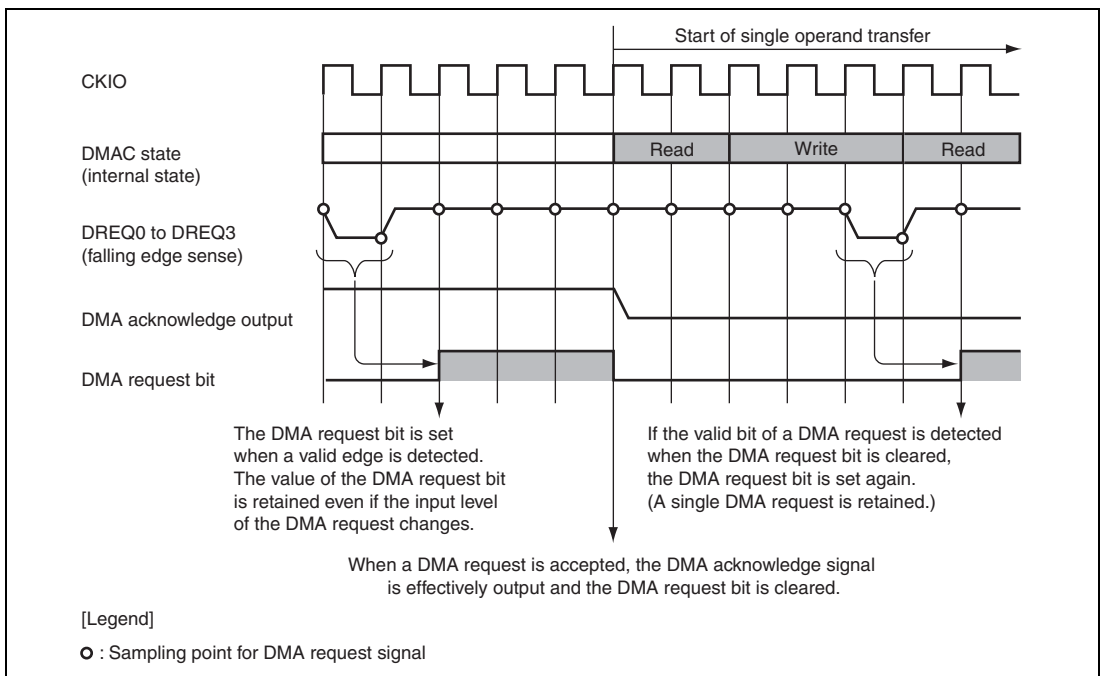 Start of single operand transfer
CKIO
DMAC state
(internal state)
Read
Write
Read
DREQ0 to DREQ3
(falling edge sense)
DMA acknowledge output
DMA request bit
The DMA request bit is set
when a valid edge is detected.
The value of the DMA request bit
is retained even if the input level
of the DMA request changes.
If the valid bit of a DMA request is detected
when the DMA request bit is cleared,
the DMA request bit is set again.
(A single DMA request is retained.)
When a DMA request is accepted, the DMA acknowledge signal
is effectively output and the DMA request bit is cleared.
[Legend]
: Sampling point for DMA request signal